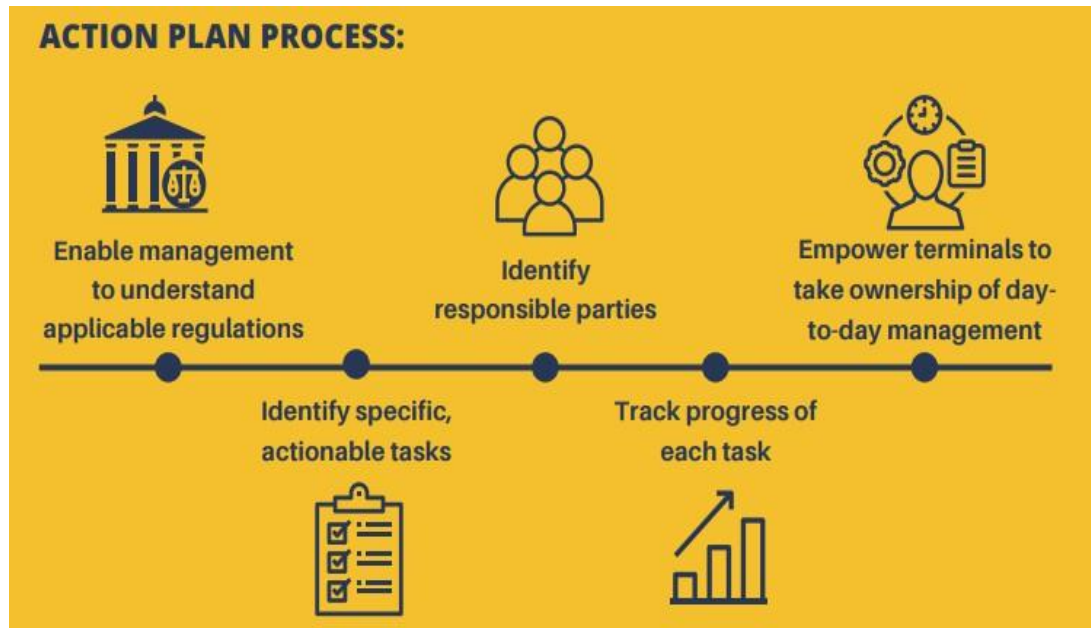 ACTION PLAN PROCESS:
Enable management
to understand
applicable regulations
Identify specific,
actionable tasks
Identify
responsible parties
Track progress of
each task
Empower terminals to
take ownership of day-
to-day management